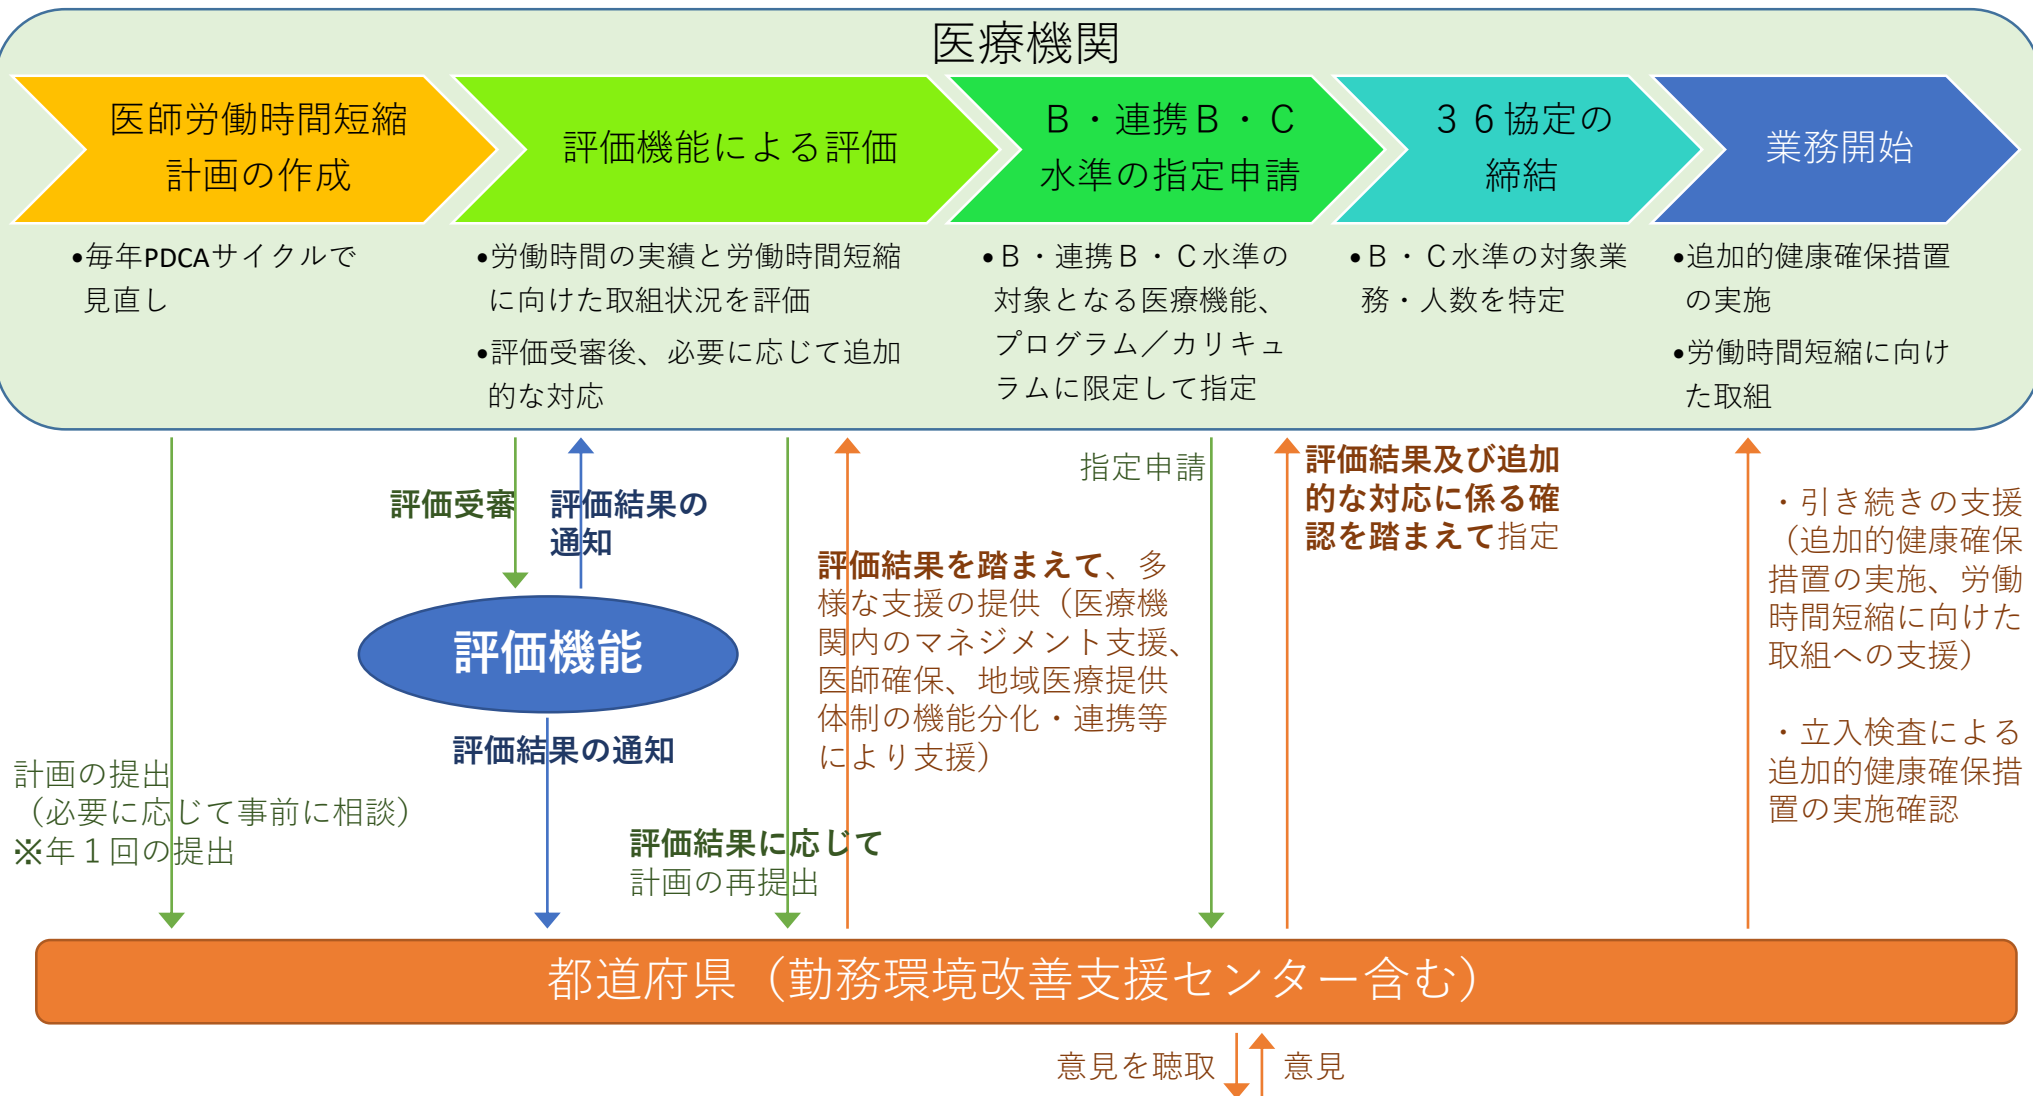 医療機関
医師労働時間短縮
計画の作成
評価機能による評価
Ｂ・連携Ｂ・Ｃ
水準の指定申請
３６協定の
締結
業務開始
•毎年PDCAサイクルで
見直し
•労働時間の実績と労働時間短縮
に向けた取組状況を評価
•評価受審後、必要に応じて追加
的な対応
•Ｂ・連携Ｂ・Ｃ水準の
対象となる医療機能、
プログラム／カリキュ
ラムに限定して指定
•Ｂ・Ｃ水準の対象業
務・人数を特定
•追加的健康確保措置
の実施
•労働時間短縮に向け
た取組
計画の提出
（必要に応じて事前に相談）
※年１回の提出
評価受審
評価結果の
通知
評価機能
評価結果の通知
評価結果に応じて
計画の再提出
評価結果を踏まえて、多
様な支援の提供（医療機
関内のマネジメント支援、
医師確保、地域医療提供
体制の機能分化・連携等
により支援）
指定申請
評価結果及び追加
的な対応に係る確
認を踏まえて指定
・引き続きの支援
（追加的健康確保
措置の実施、労働
時間短縮に向けた
取組への支援）
・立入検査による
追加的健康確保措
置の実施確認
都道府県（勤務環境改善支援センター含む）
意見を聴取
意見